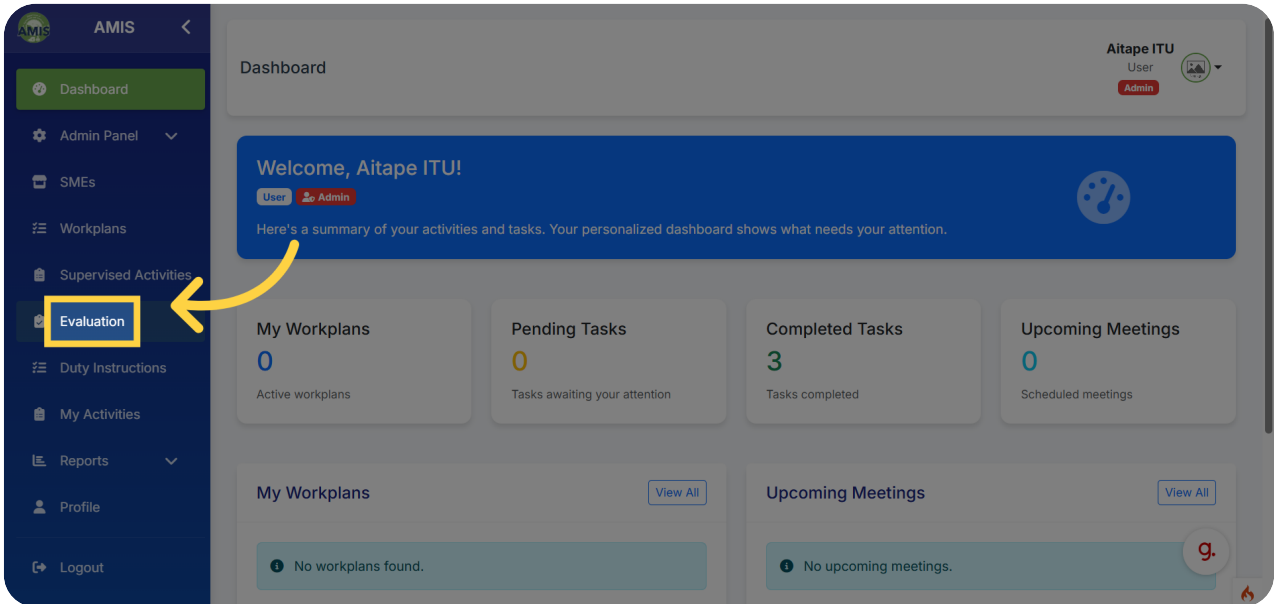 AMIS
AMIS
Dashboard
Admin Panel
SMEs
Workplans
Supervised Activities
Evaluation
Duty Instructions
My Activities
Reports
Profile
Logout
Dashboard
Aitape ITU
User
Admin
Welcome, Aitape ITU!
User Admin
Here's a summary of your activities and tasks. Your personalized dashboard shows what needs your attention.
My Workplans
0
Active workplans
Pending Tasks
0
Tasks awaiting your attention
Completed Tasks
3
Tasks completed
Upcoming Meetings
0
Scheduled meetings
My Workplans
View All
No workplans found.
Upcoming Meetings
View All
No upcoming meetings.
g.